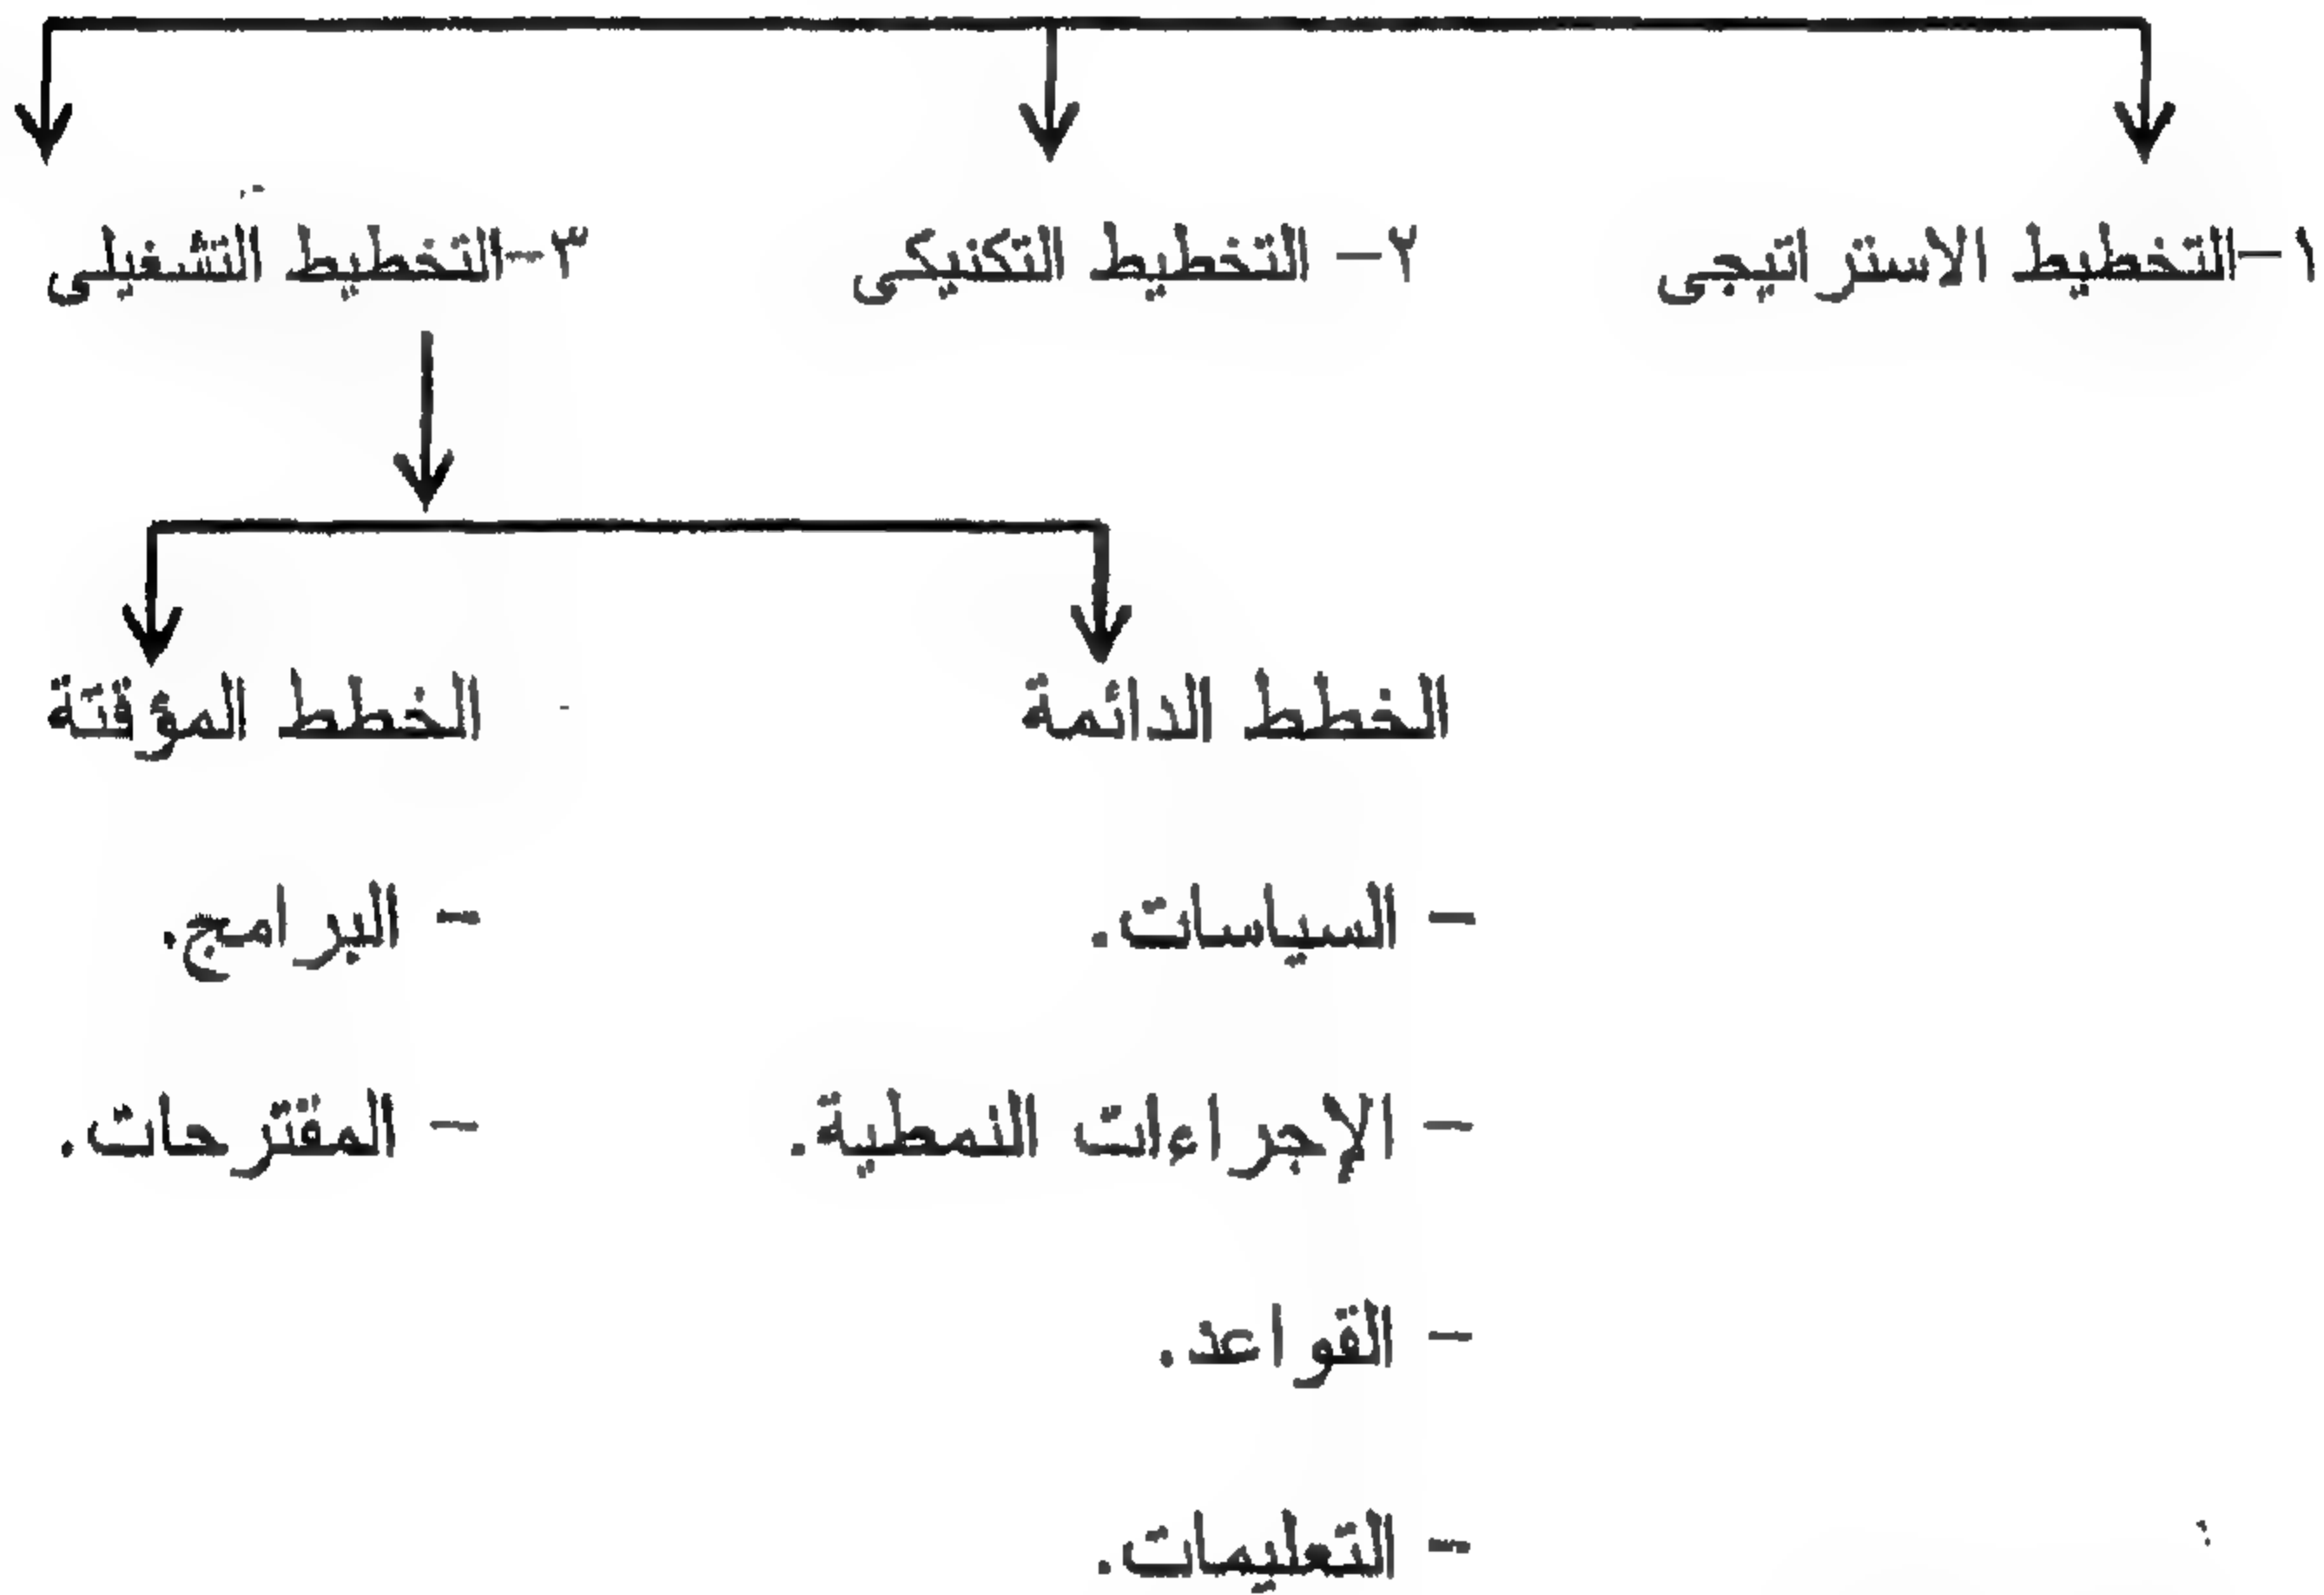 ١-التخطيط الاستراتيجى ٢- التخطيط التكنيكى ٣-التخطيط التشغيلى
الخطط الدائمة الخطط المؤقتة
- السياسات. - البرامج.
- الإجراءات النمطية. - المقترحات.
- القواعد.
- التعليمات.